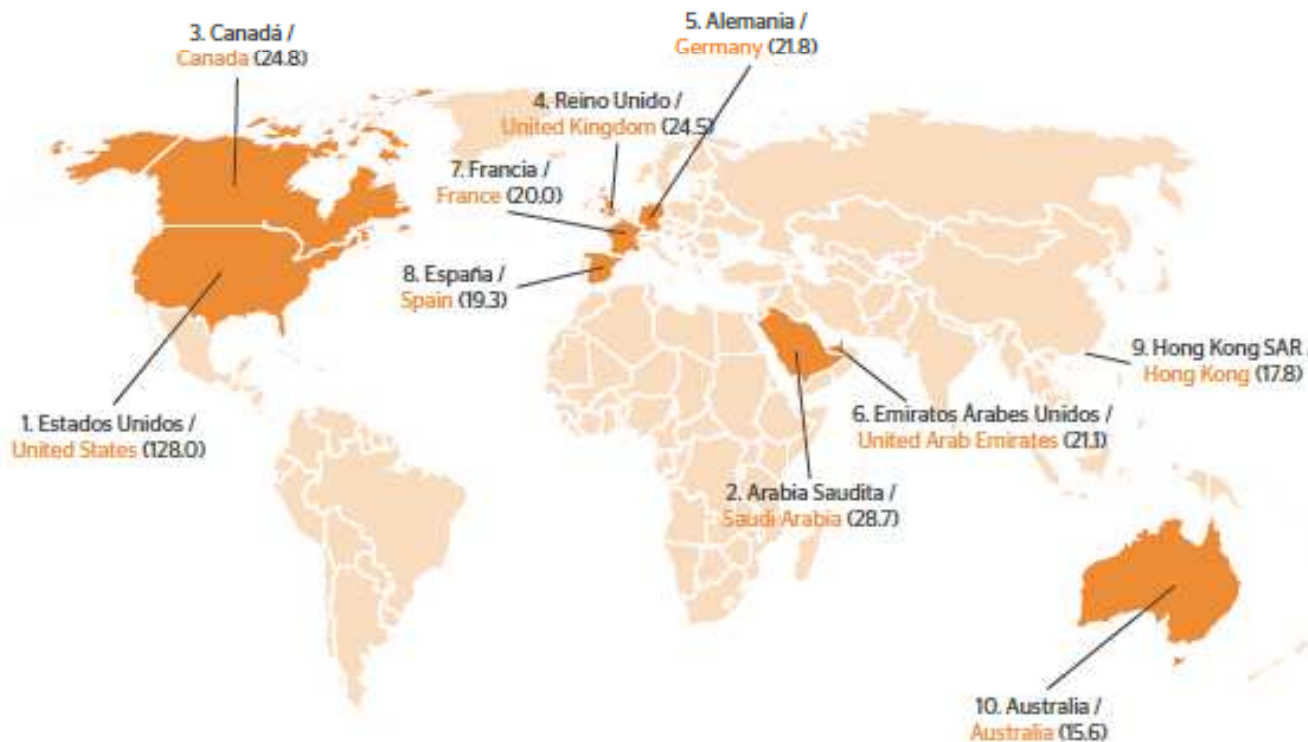 3. Canadá /
Canada (24.8)
5. Alemania /
Germany (21.8)
4. Reino Unido /
United Kingdom (24.5)
7. Francia /
France (20.0)
8. España /
Spain (19.3)
9. Hong Kong SAR /
Hong Kong (17.8)
1. Estados Unidos /
United States (128.0)
6. Emiratos Árabes Unidos /
United Arab Emirates (21.1)
2. Arabia Saudita /
Saudi Arabia (28.7)
10. Australia /
Australia (15.6)